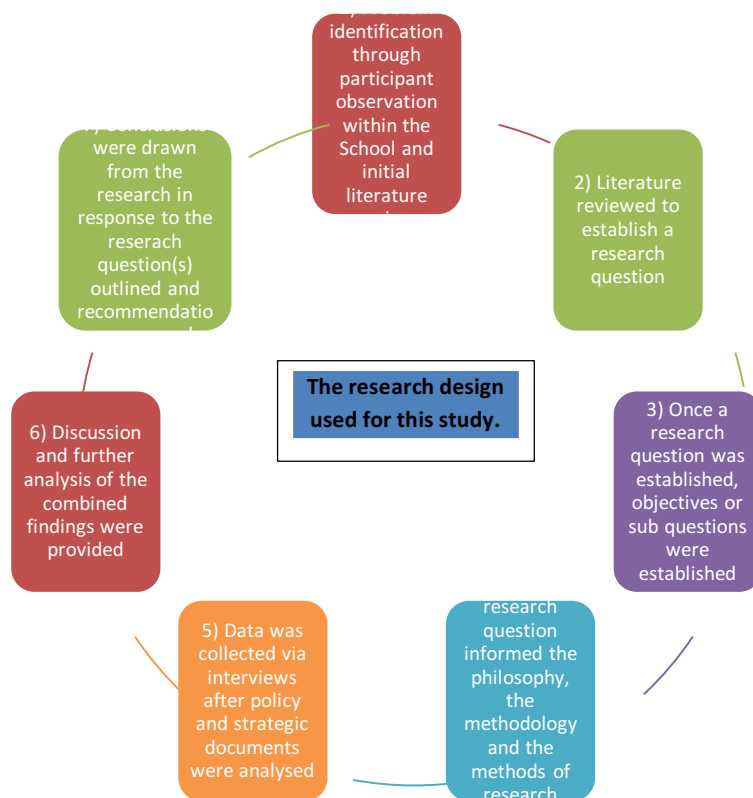 identification
through
participant
observation
within the
School and
initial
literature
2) Literature
reviewed to
establish a
research
question
3) Once a
research
question was
established,
objectives or
sub questions
were
established
research
question
informed the
philosophy,
the
methodology
and the
methods of
research
5) Data was
collected via
interviews
after policy
and strategic
documents
were analysed
6) Discussion
and further
analysis of the
combined
findings were
provided
7) Conclusions
were drawn
from the
research in
response to the
reserach
question(s)
outlined and
recommendatio
The research design
used for this study.